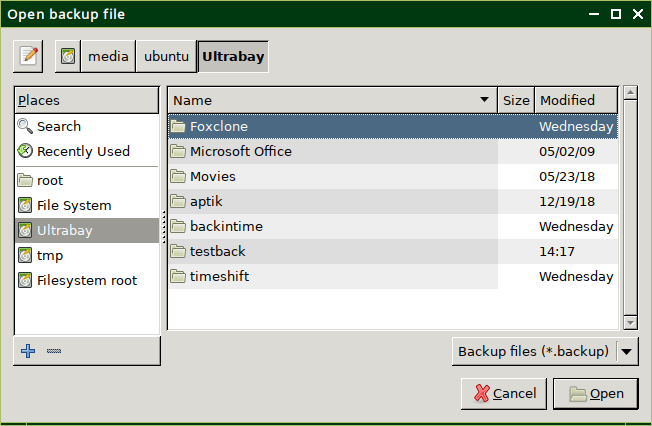 Open backup file
media ubuntu Ultrabay
Places
Search
Recently Used
root
File System
Ultrabay
tmp
Filesystem root
Name Size Modified
Foxclone Wednesday
Microsoft Office 05/02/09
Movies 05/23/18
aptik 12/19/18
backintime Wednesday
testback 14:17
timeshift Wednesday
Backup files (*.backup)
Cancel Open